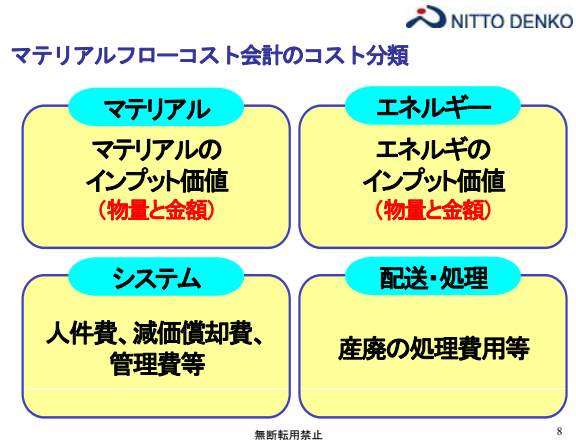 NITTO DENKO
マテリアルフローコスト会計のコスト分類
マテリアル
マテリアルの
インプット価値
（物量と金額）
エネルギー
エネルギの
インプット価値
（物量と金額）
システム
人件費、減価償却費、
管理費等
配送・処理
産廃の処理費用等
無断転用禁止
8